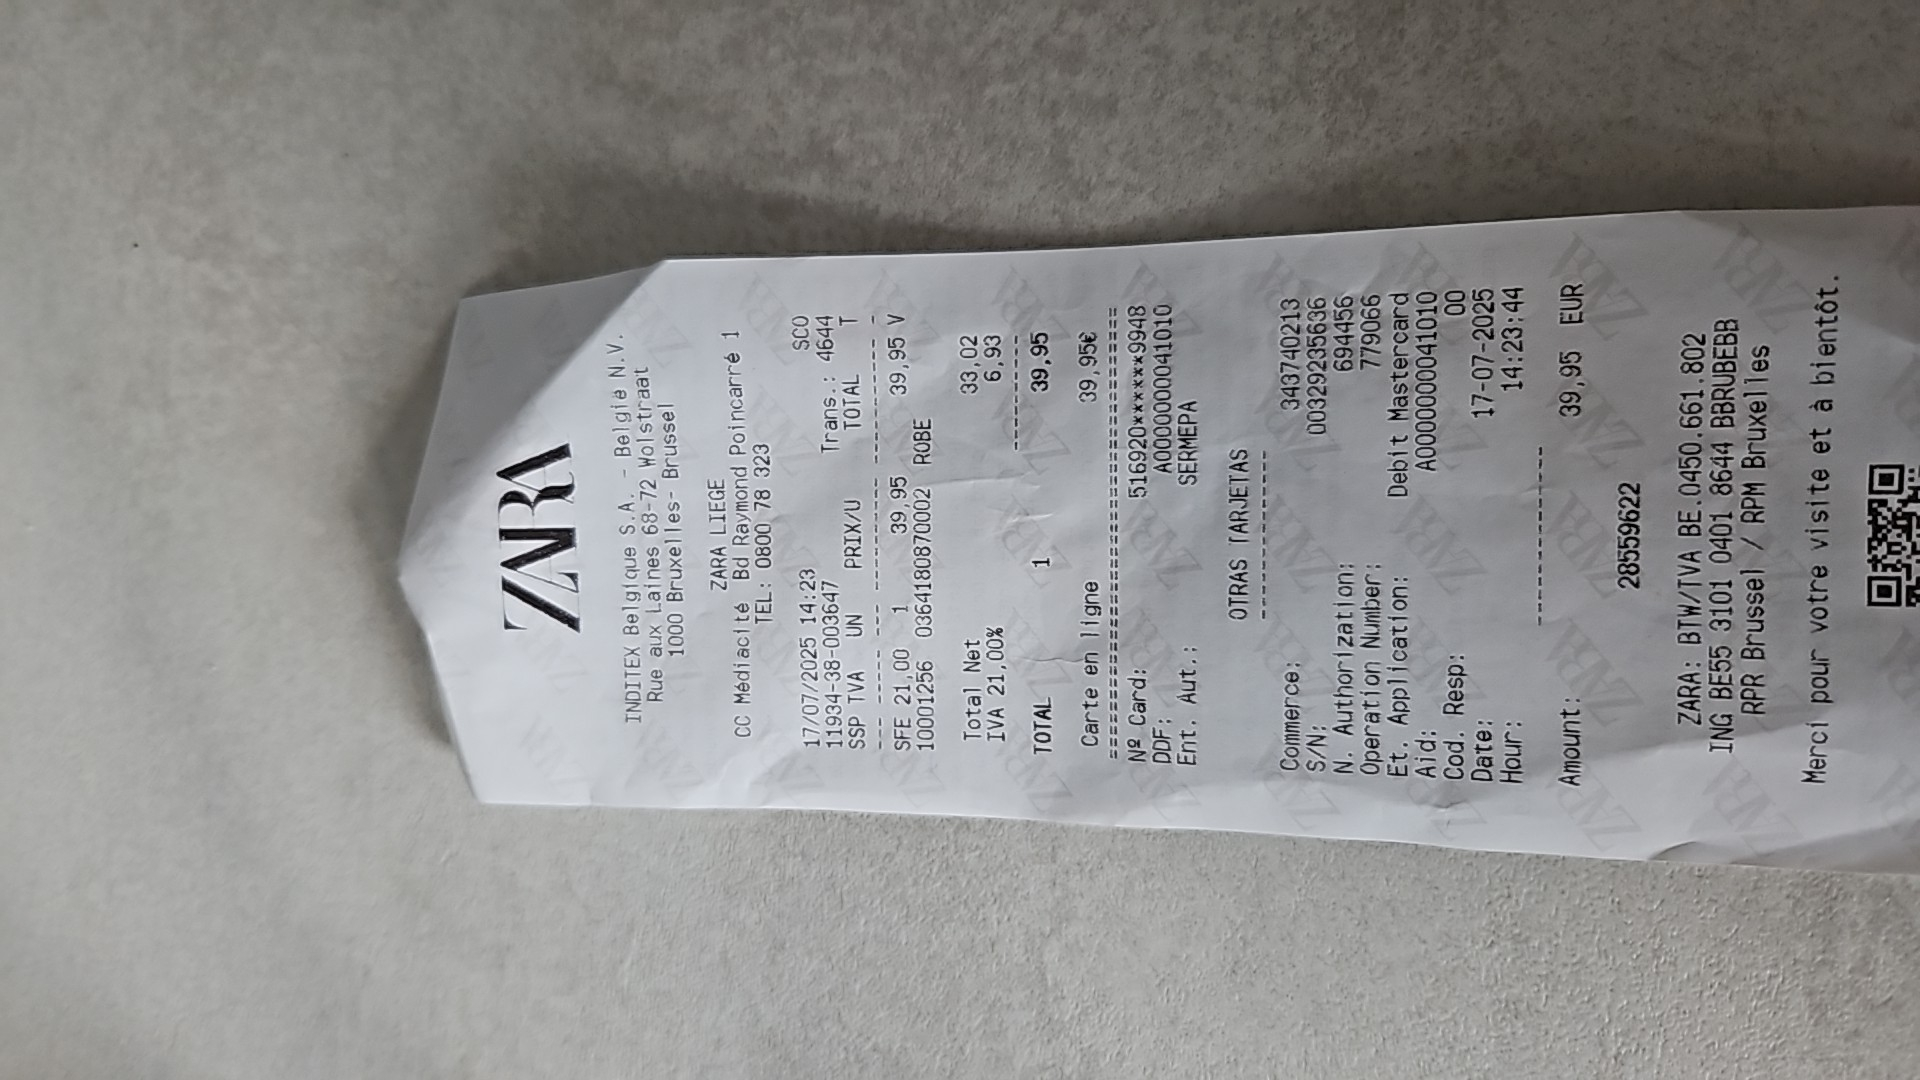 ZARA
INDITEX Belgique S.A. - België N.V.
Rue aux Laines 68-72 Wolstraat
1000 Bruxelles- Brussel
ZARA LIEGE
CC Médiacité Bd Raymond Poincarré 1
TEL: 0800 78 323
17/07/2025 14:23 SCO
11934-38-003647 Trans.: 4644
SSP TVA UN PRIX/U TOTAL T
SFE 21,00 1 39,95 39,95 V
10001256 0364180870002 ROBE
Total Net 33,02
IVA 21,00% 6,93
TOTAL 1 39,95
Carte en ligne 39,95€
Nº Card: 516920******9948
DDF: A0000000041010
Ent. Aut.: SERMEPA
OTRAS TARJETAS
Commerce: 343740213
S/N: 00329235636
N. Authorization: 694456
Operation Number: 779066
Et. Application: Debit Mastercard
Aid: A0000000041010
Cod. Resp: 00
Date: 17-07-2025
Hour: 14:23:44
Amount: 39,95 EUR
28559622
ZARA: BTW/TVA BE.0450.661.802
ING BE55 3101 0401 8644 BBRUBEBB
RPR Brussel / RPM Bruxelles
Merci pour votre visite et à bientôt.